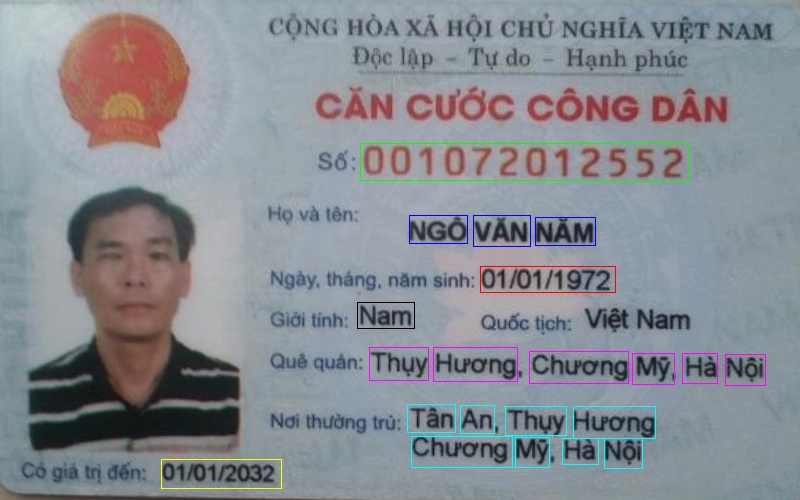 CỘNG HÒA XÃ HỘI CHỦ NGHĨA VIỆT NAM
Độc lập - Tự do - Hạnh phúc
CĂN CƯỚC CÔNG DÂN
Số: 001072012552
Họ và tên:
NGÔ VĂN NĂM
Ngày, tháng, năm sinh: 01/01/1972
Giới tính: Nam Quốc tịch: Việt Nam
Quê quán: Thụy Hương, Chương Mỹ, Hà Nội
Nơi thường trú: Tân An, Thụy Hương
Chương Mỹ, Hà Nội
Có giá trị đến: 01/01/2032